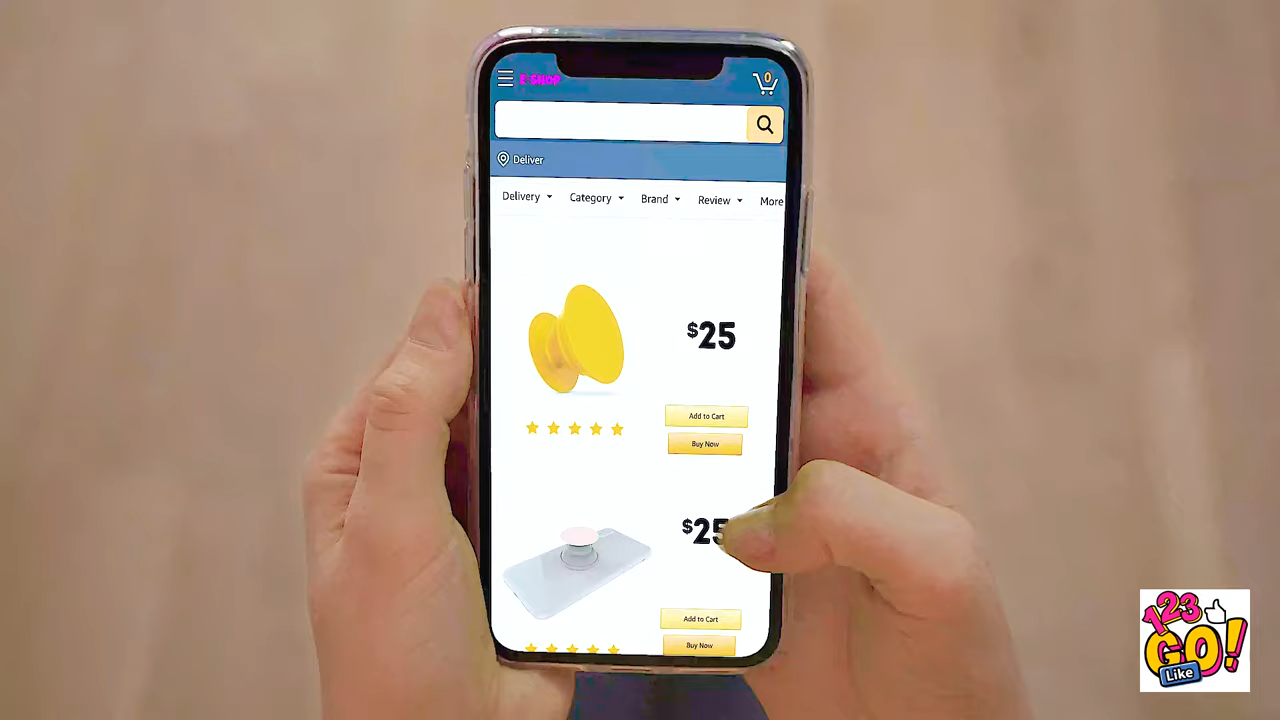 E-SHOP
0
Deliver
Delivery Category Brand Review More
$25
Add to Cart
Buy Now
$25
Add to Cart
Buy Now
123
GO!
Like